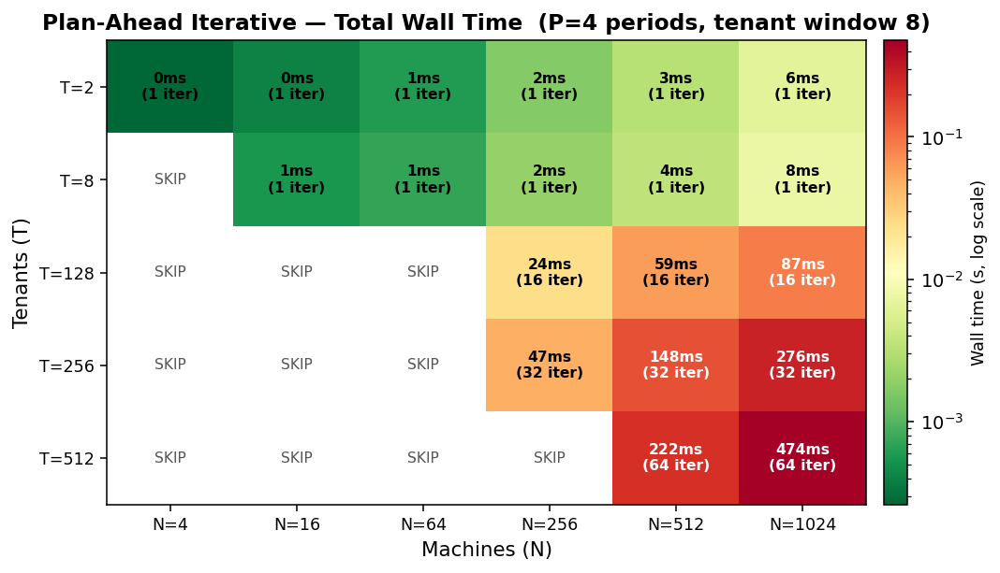 Plan-Ahead Iterative — Total Wall Time  (P=4 periods, tenant window 8)
Tenants (T)
T=2
0ms
(1 iter)
0ms
(1 iter)
1ms
(1 iter)
2ms
(1 iter)
3ms
(1 iter)
6ms
(1 iter)
T=8
SKIP
1ms
(1 iter)
1ms
(1 iter)
2ms
(1 iter)
4ms
(1 iter)
8ms
(1 iter)
T=128
SKIP
SKIP
SKIP
24ms
(16 iter)
59ms
(16 iter)
87ms
(16 iter)
T=256
SKIP
SKIP
SKIP
47ms
(32 iter)
148ms
(32 iter)
276ms
(32 iter)
T=512
SKIP
SKIP
SKIP
SKIP
222ms
(64 iter)
474ms
(64 iter)
N=4
N=16
N=64
N=256
N=512
N=1024
Machines (N)
10⁻¹
10⁻²
10⁻³
Wall time (s, log scale)